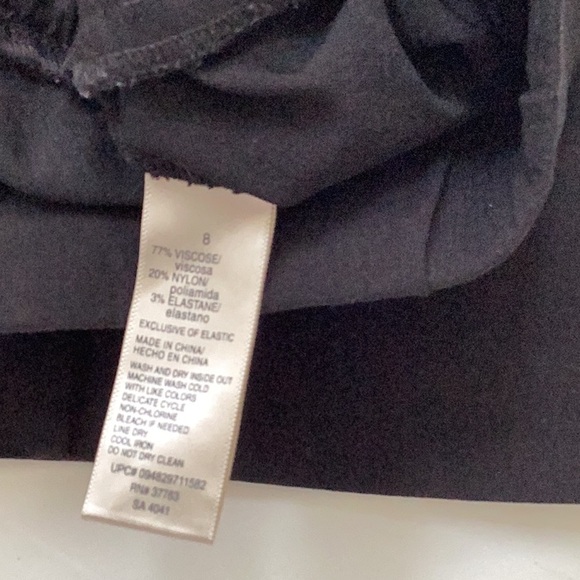 8
77% VISCOSE/
viscosa
20% NYLON/
poliamida
3% ELASTANE/
elastano
EXCLUSIVE OF ELASTIC
MADE IN CHINA/
HECHO EN CHINA
WASH AND DRY INSIDE OUT
MACHINE WASH COLD
WITH LIKE COLORS
DELICATE CYCLE
NON-CHLORINE
BLEACH IF NEEDED
LINE DRY
COOL IRON
DO NOT DRY CLEAN
UPC# 094829711582
RN# 37763
SA 4041